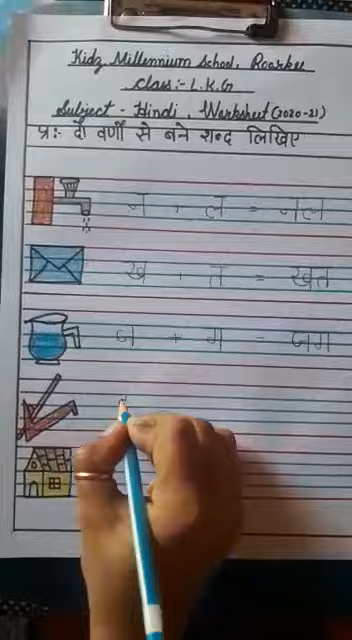 Kidz Millennium School, Roorkee
Class:- L.K.G
Subject - Hindi, Worksheet (2020-21)
प्र:- दो वर्णों से बने शब्द लिखिए
न + ल = नल
ख + त = खत
ज + ग = जग